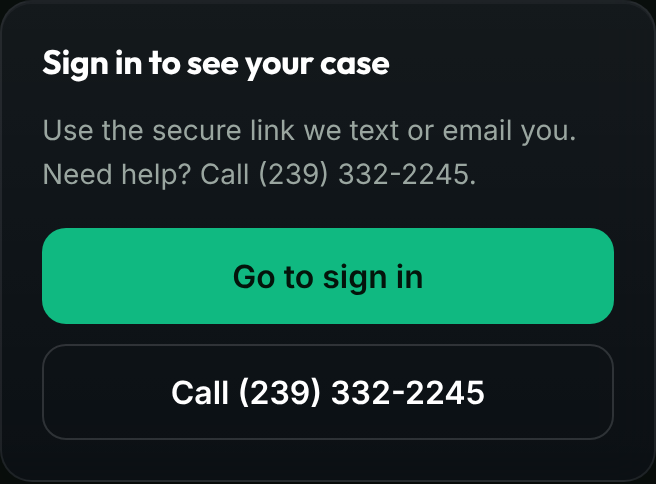 Sign in to see your case
Use the secure link we text or email you.
Need help? Call (239) 332-2245.
Go to sign in
Call (239) 332-2245